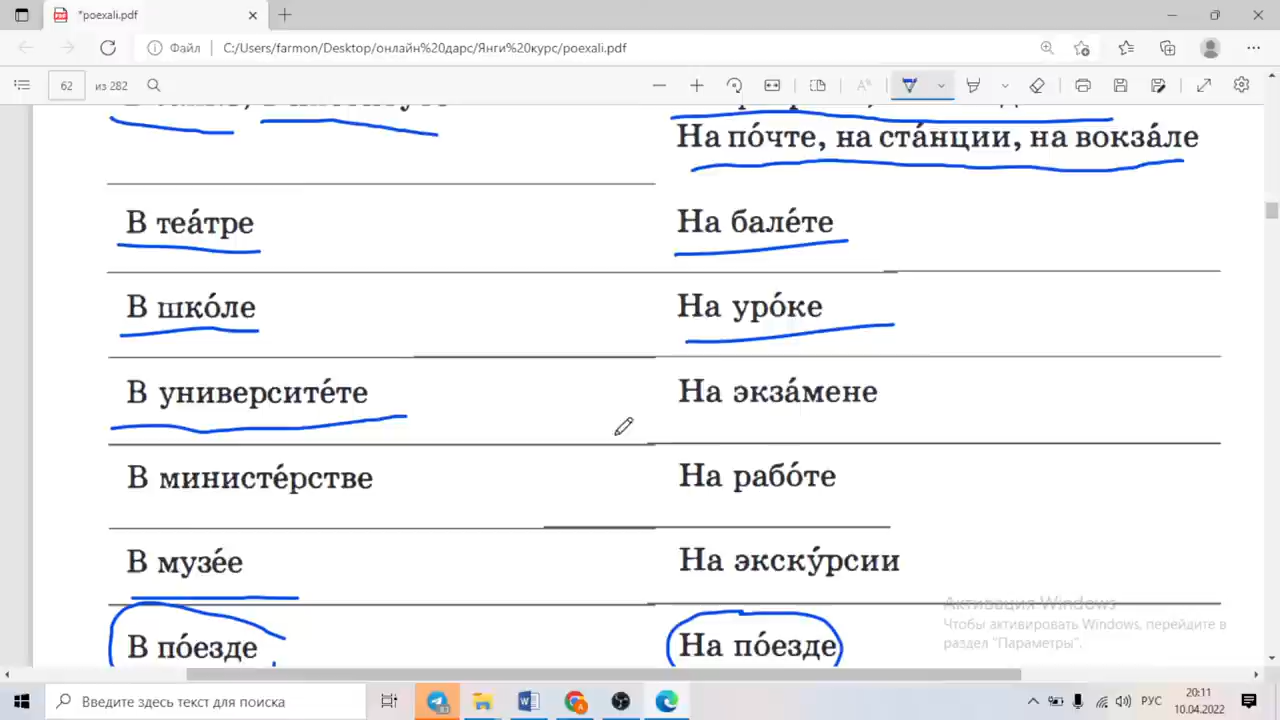 *poexali.pdf
Файл C:/Users/farmon/Desktop/онлайн%20дарс/Янги%20курс/poexali.pdf
62 из 282
На по́чте, на ста́нции, на вокза́ле
В теа́тре На бале́те
В шко́ле На уро́ке
В университе́те На экза́мене
В министе́рстве На рабо́те
В музе́е На экску́рсии
Активация Windows
Чтобы активировать Windows, перейдите в
раздел "Параметры".
В по́езде На по́езде
Введите здесь текст для поиска
РУС
20:11
10.04.2022